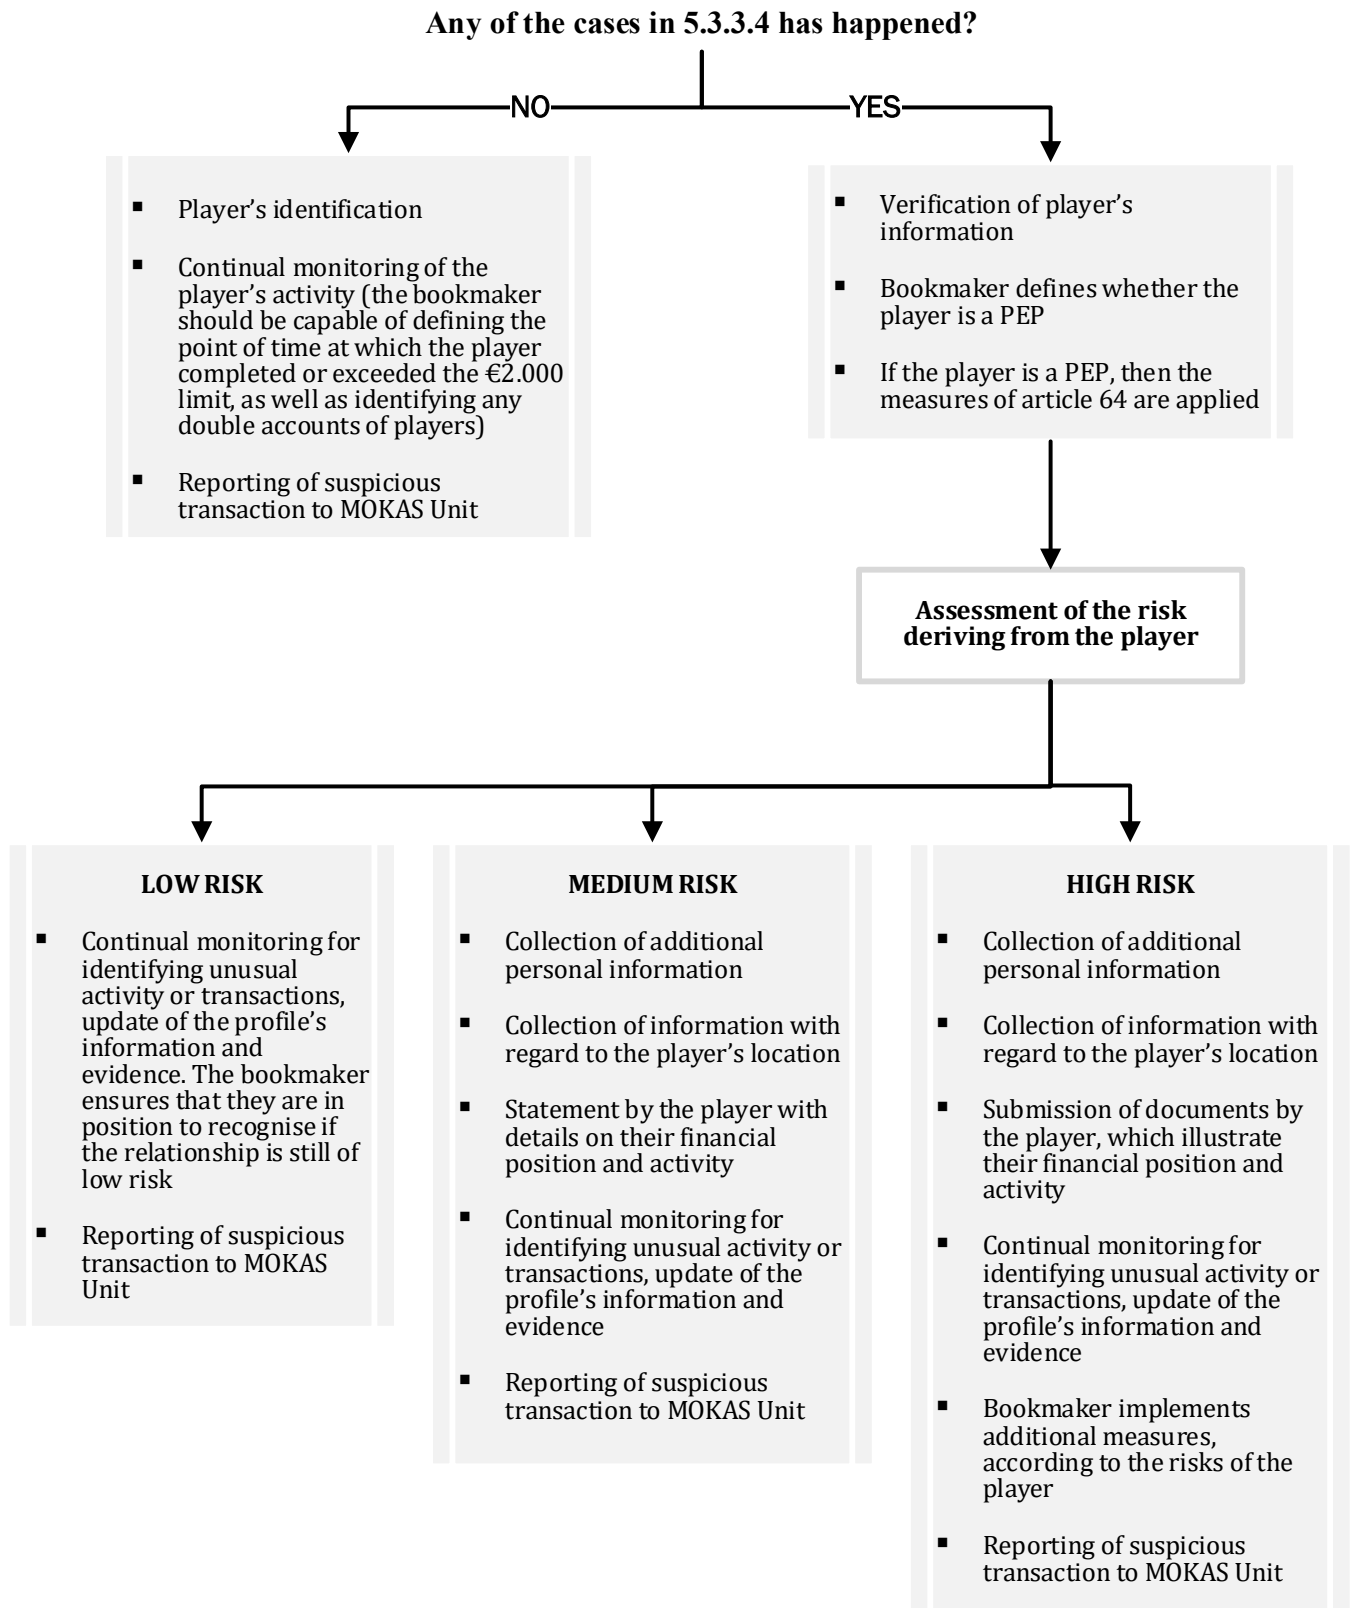 Any of the cases in 5.3.3.4 has happened?
NO
YES
▪ Player’s identification
▪ Continual monitoring of the
player’s activity (the bookmaker
should be capable of defining the
point of time at which the player
completed or exceeded the €2.000
limit, as well as identifying any
double accounts of players)
▪ Reporting of suspicious
transaction to MOKAS Unit
▪ Verification of player’s
information
▪ Bookmaker defines whether the
player is a PEP
▪ If the player is a PEP, then the
measures of article 64 are applied
Assessment of the risk
deriving from the player
LOW RISK
▪ Continual monitoring for
identifying unusual
activity or transactions,
update of the profile’s
information and
evidence. The bookmaker
ensures that they are in
position to recognise if
the relationship is still of
low risk
▪ Reporting of suspicious
transaction to MOKAS
Unit
MEDIUM RISK
▪ Collection of additional
personal information
▪ Collection of information with
regard to the player’s location
▪ Statement by the player with
details on their financial
position and activity
▪ Continual monitoring for
identifying unusual activity or
transactions, update of the
profile’s information and
evidence
▪ Reporting of suspicious
transaction to MOKAS Unit
HIGH RISK
▪ Collection of additional
personal information
▪ Collection of information with
regard to the player’s location
▪ Submission of documents by
the player, which illustrate
their financial position and
activity
▪ Continual monitoring for
identifying unusual activity or
transactions, update of the
profile’s information and
evidence
▪ Bookmaker implements
additional measures,
according to the risks of the
player
▪ Reporting of suspicious
transaction to MOKAS Unit